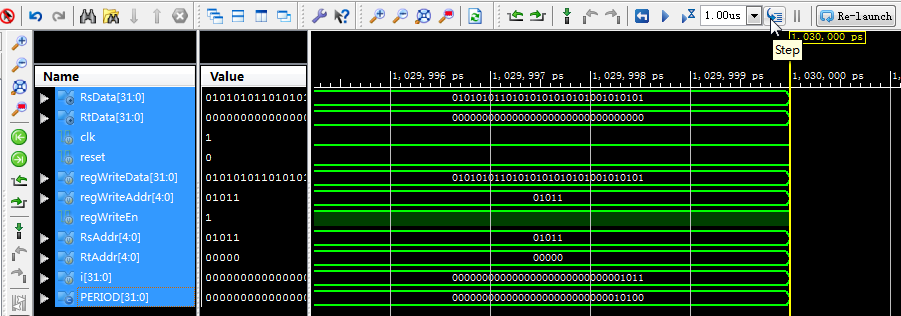 1.00us
Re-launch
1,030,000 ps
Step
Name
Value
1,029,996 ps
1,029,997 ps
1,029,998 ps
1,029,999 ps
1,030,000 ps
RsData[31:0]
010101011010101
01010101101010101010101001010101
RtData[31:0]
000000000000000
00000000000000000000000000000000
clk
1
reset
0
regWriteData[31:0]
010101011010101
01010101101010101010101001010101
regWriteAddr[4:0]
01011
01011
regWriteEn
1
RsAddr[4:0]
01011
01011
RtAddr[4:0]
00000
00000
i[31:0]
000000000000000
00000000000000000000000000001011
PERIOD[31:0]
000000000000000
00000000000000000000000000010100